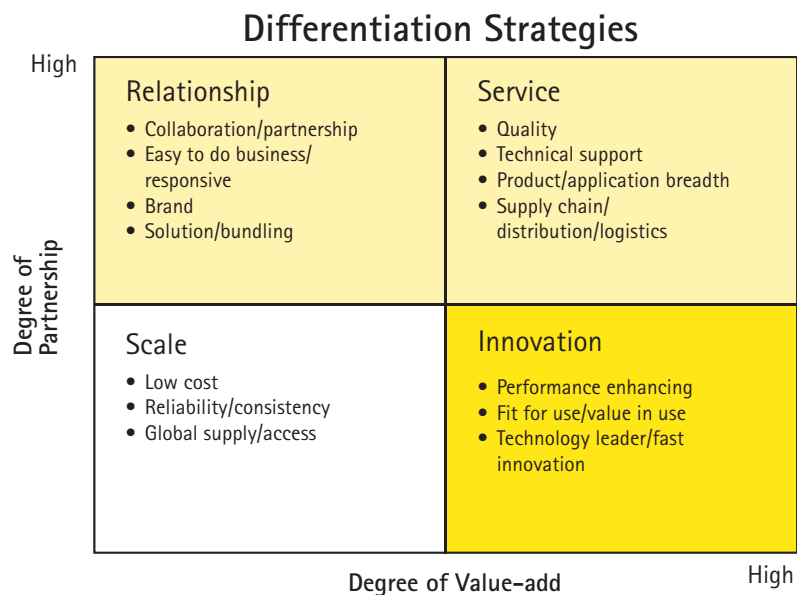 Differentiation Strategies
High
Relationship
• Collaboration/partnership
• Easy to do business/
responsive
• Brand
• Solution/bundling
Service
• Quality
• Technical support
• Product/application breadth
• Supply chain/
distribution/logistics
Degree of
Partnership
Scale
• Low cost
• Reliability/consistency
• Global supply/access
Innovation
• Performance enhancing
• Fit for use/value in use
• Technology leader/fast
innovation
Degree of Value-add
High